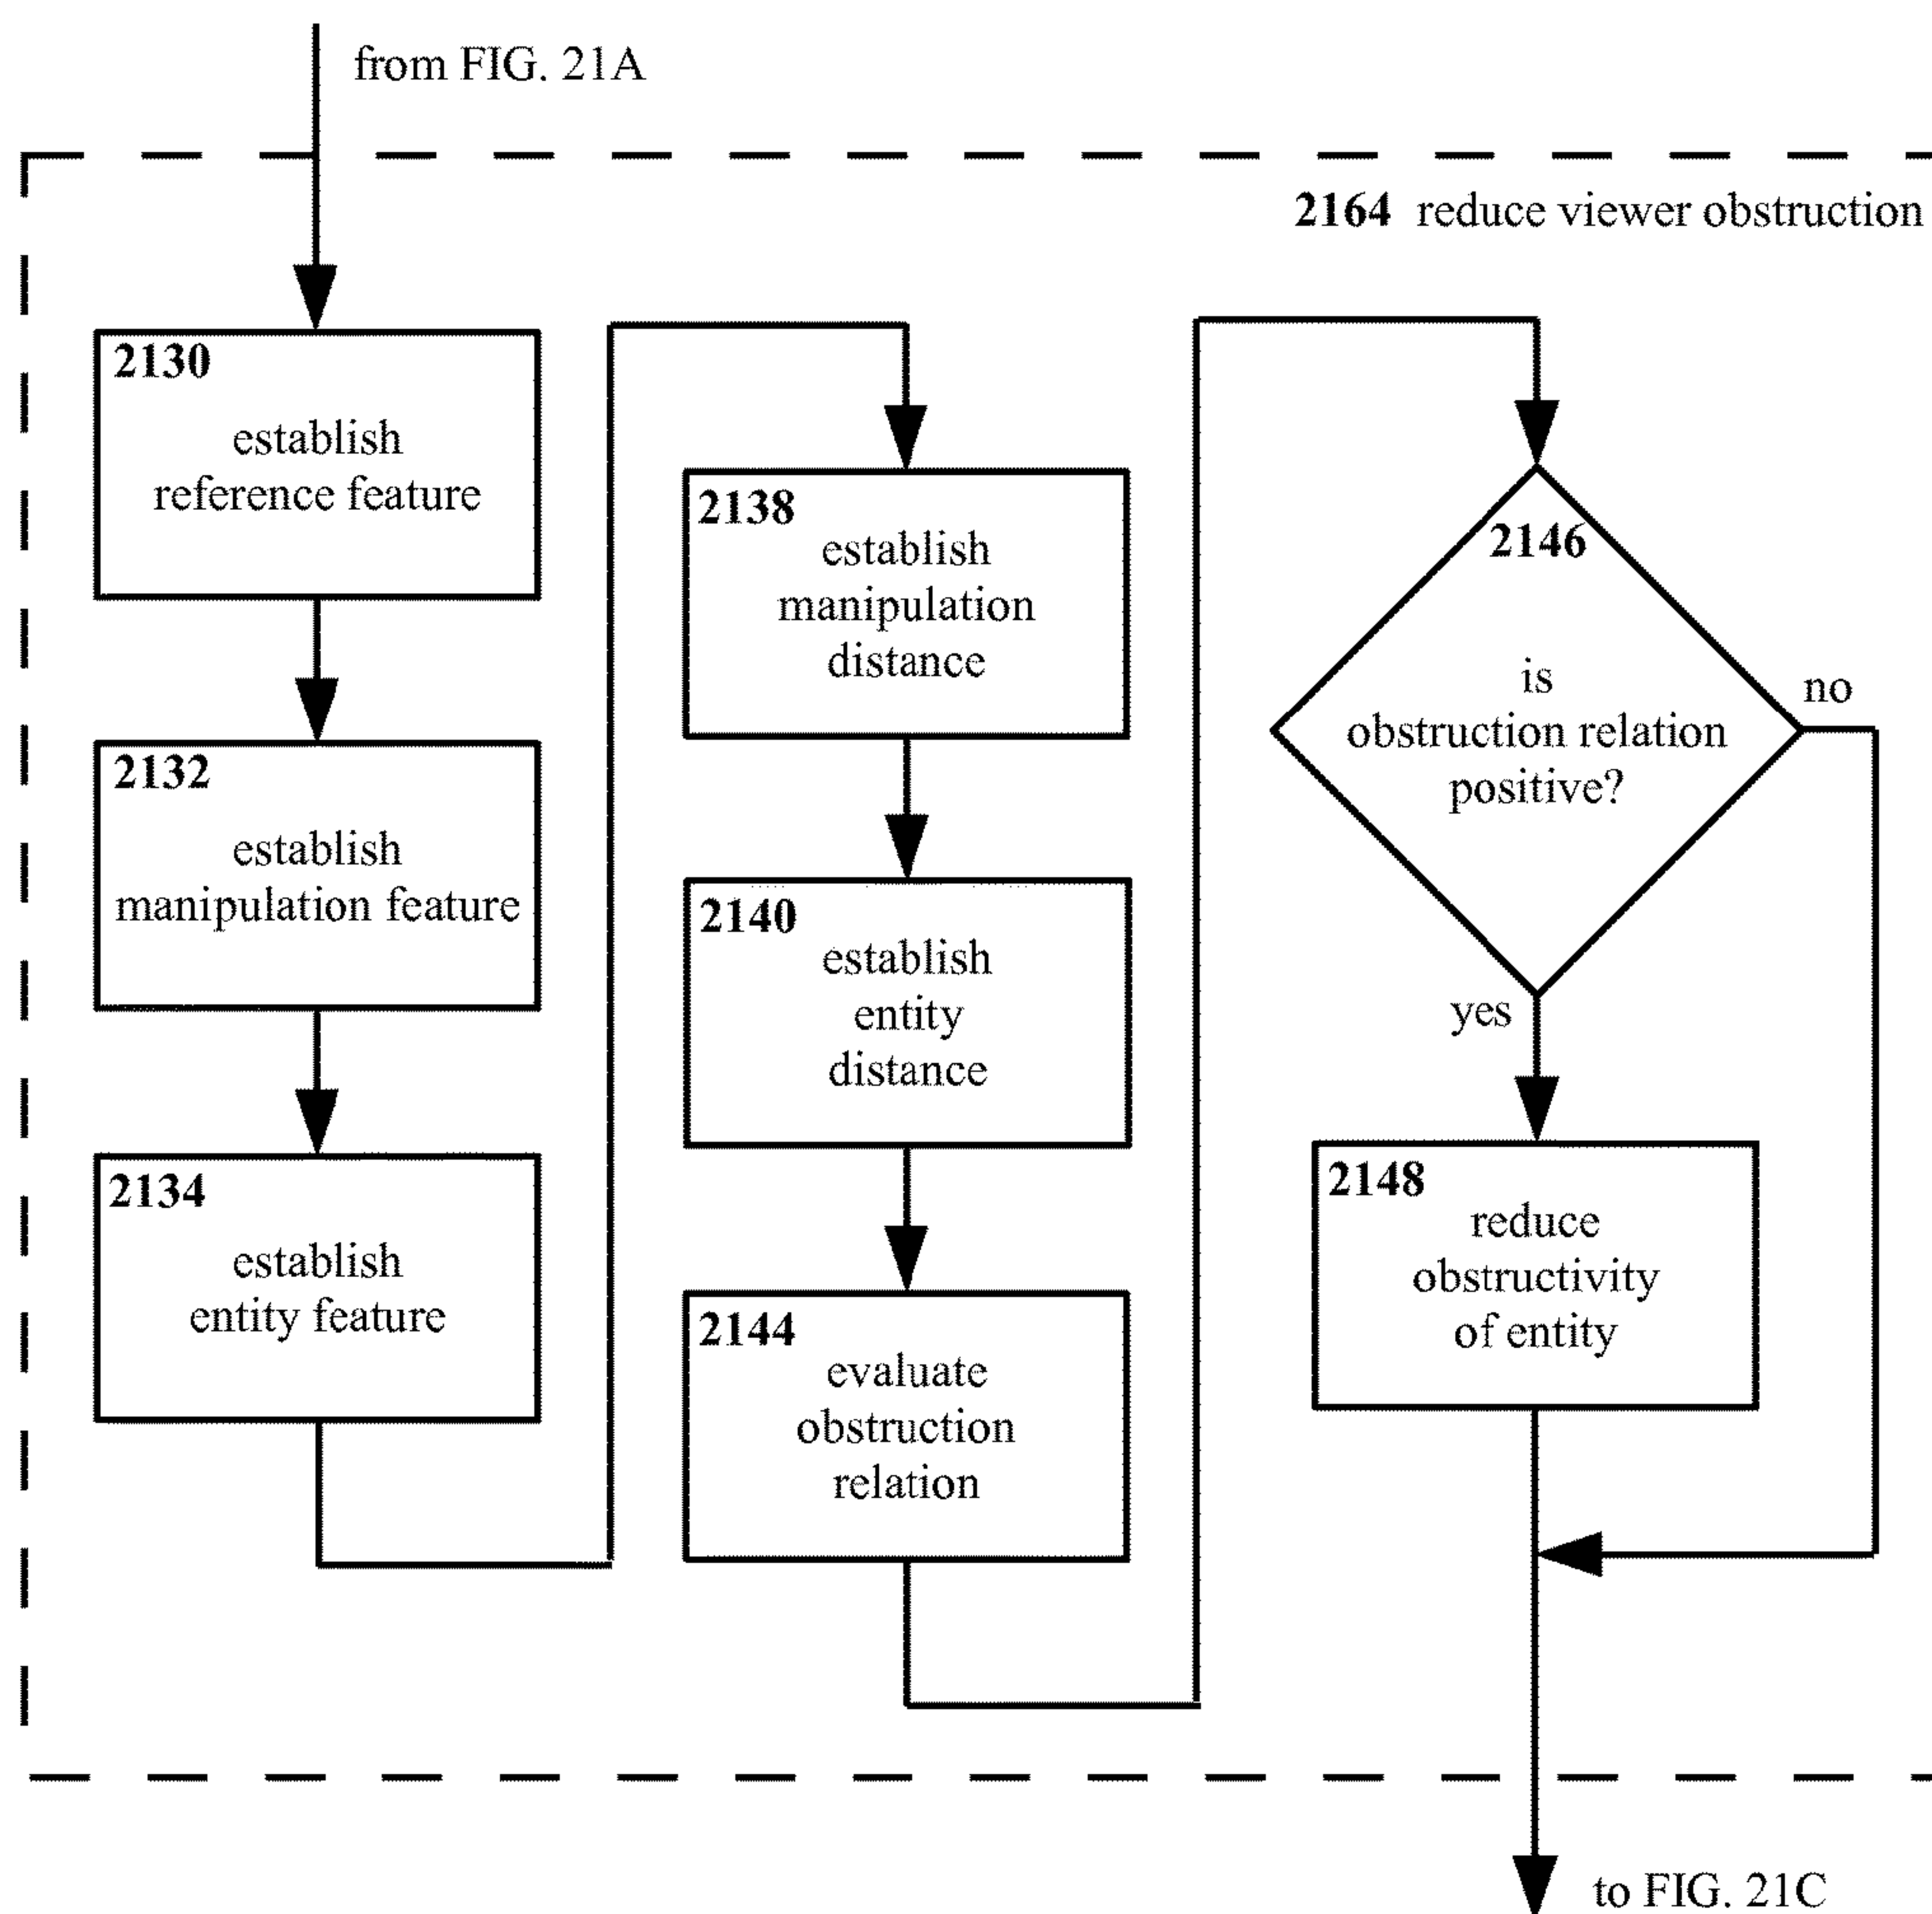 from FIG. 21A
2164 reduce viewer obstruction
2130
establish
reference feature
2132
establish
manipulation feature
2134
establish
entity feature
2138
establish
manipulation
distance
2140
establish
entity
distance
2144
evaluate
obstruction
relation
2146
is
obstruction relation
positive?
no
yes
2148
reduce
obstructivity
of entity
to FIG. 21C